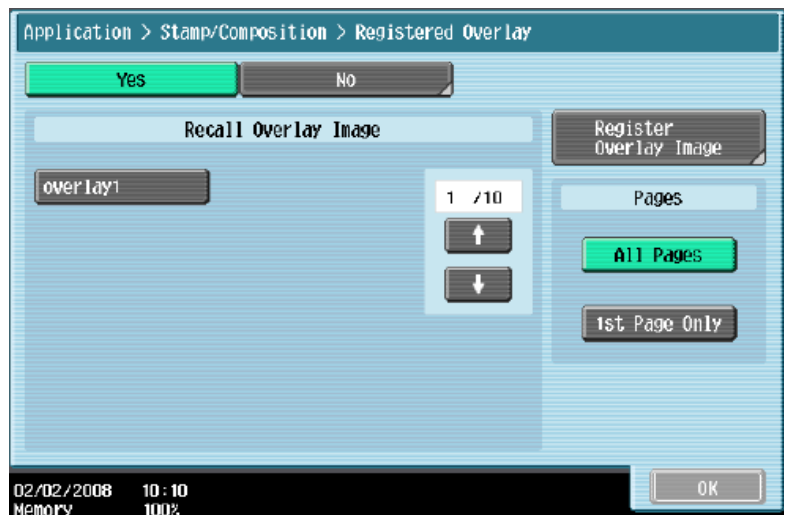 Application > Stamp/Composition > Registered Overlay
Yes
No
Recall Overlay Image
overlay1
1 /10
Register
Overlay Image
Pages
All Pages
1st Page Only
02/02/2008 10:10
Memory 100%
OK